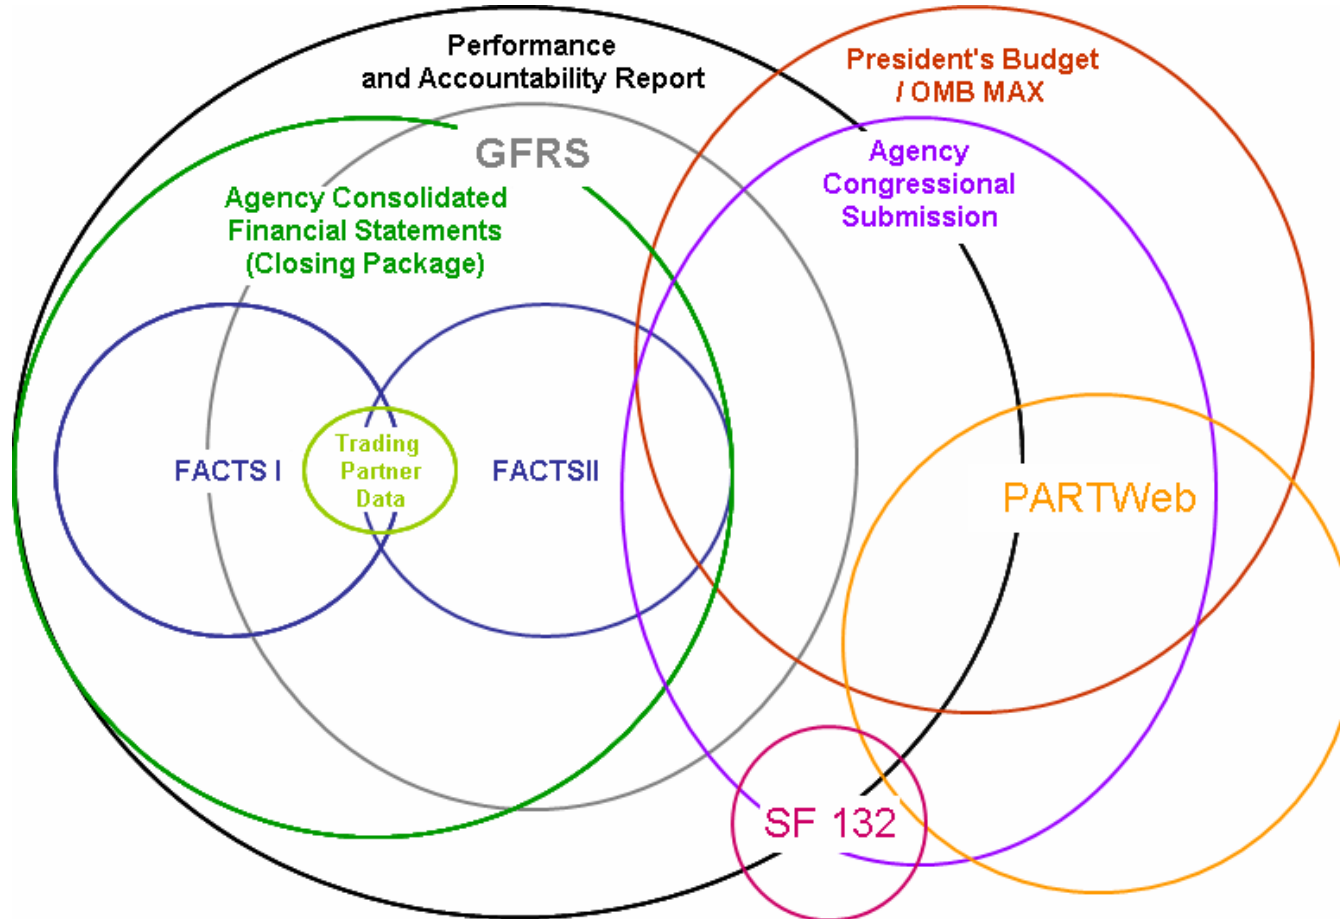 Performance
and Accountability Report
President's Budget
/ OMB MAX
GFRS
Agency
Congressional
Submission
Agency Consolidated
Financial Statements
(Closing Package)
FACTS I
Trading
Partner
Data
FACTSII
PARTWeb
SF 132